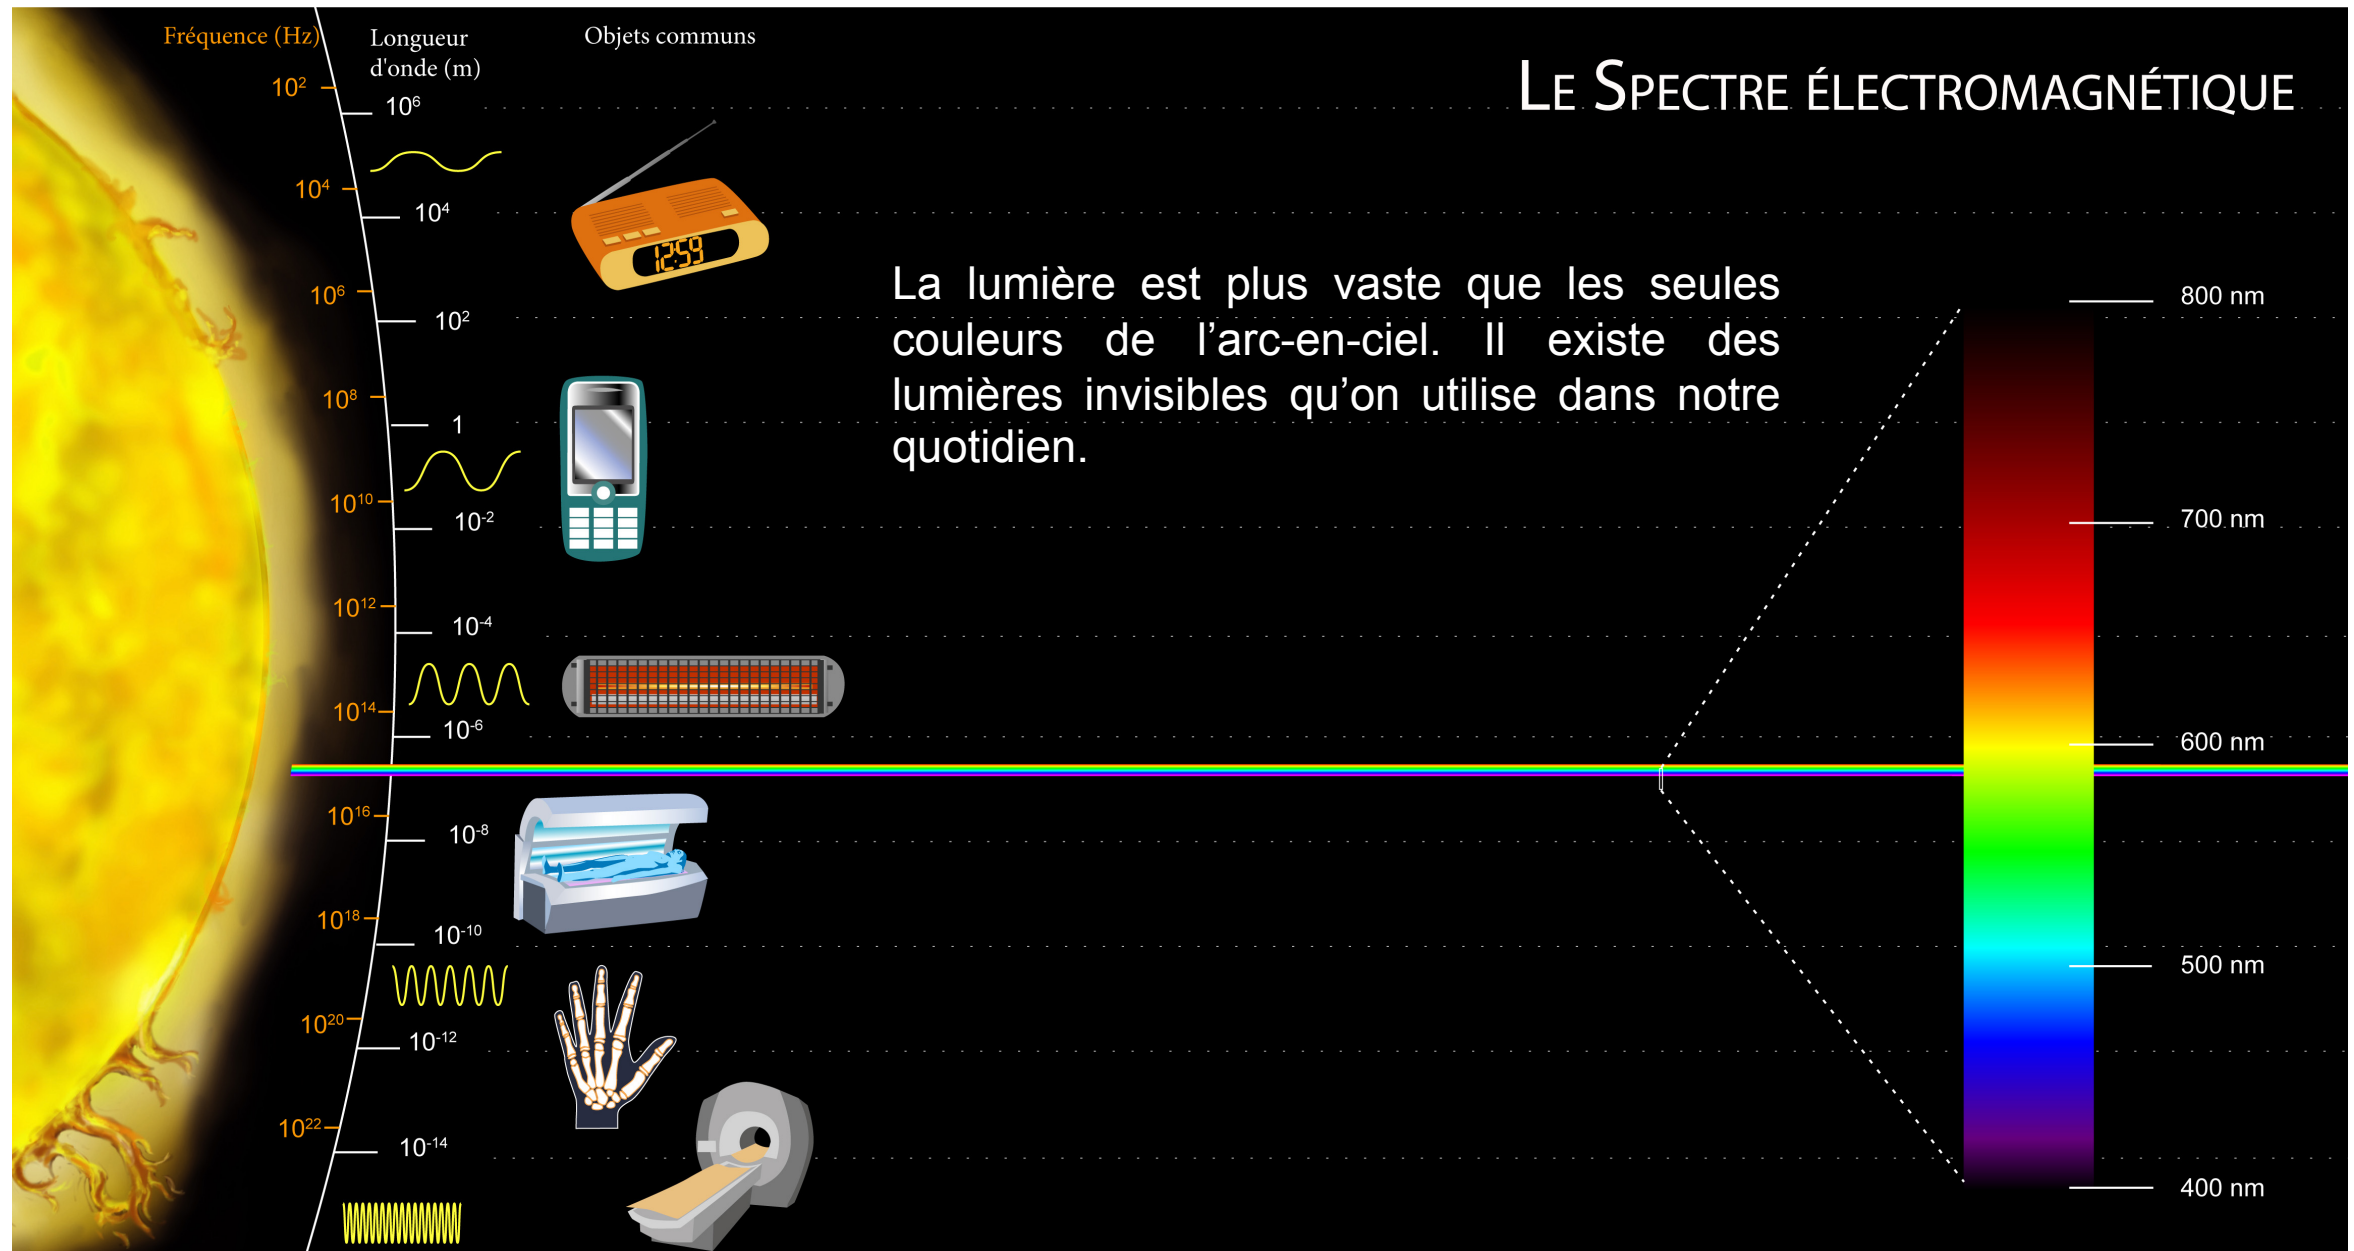 Fréquence (Hz)
Longueur
d'onde (m)
Objets communs
LE SPECTRE ÉLECTROMAGNÉTIQUE
10²
10⁶
10⁴
10⁴
12:59
La lumière est plus vaste que les seules
couleurs de l’arc-en-ciel. Il existe des
lumières invisibles qu’on utilise dans notre
quotidien.
10⁶
10²
800 nm
10⁸
1
10¹⁰
10⁻²
700 nm
10¹²
10⁻⁴
10¹⁴
10⁻⁶
600 nm
10¹⁶
10⁻⁸
10¹⁸
10⁻¹⁰
500 nm
10²⁰
10⁻¹²
10²²
10⁻¹⁴
400 nm